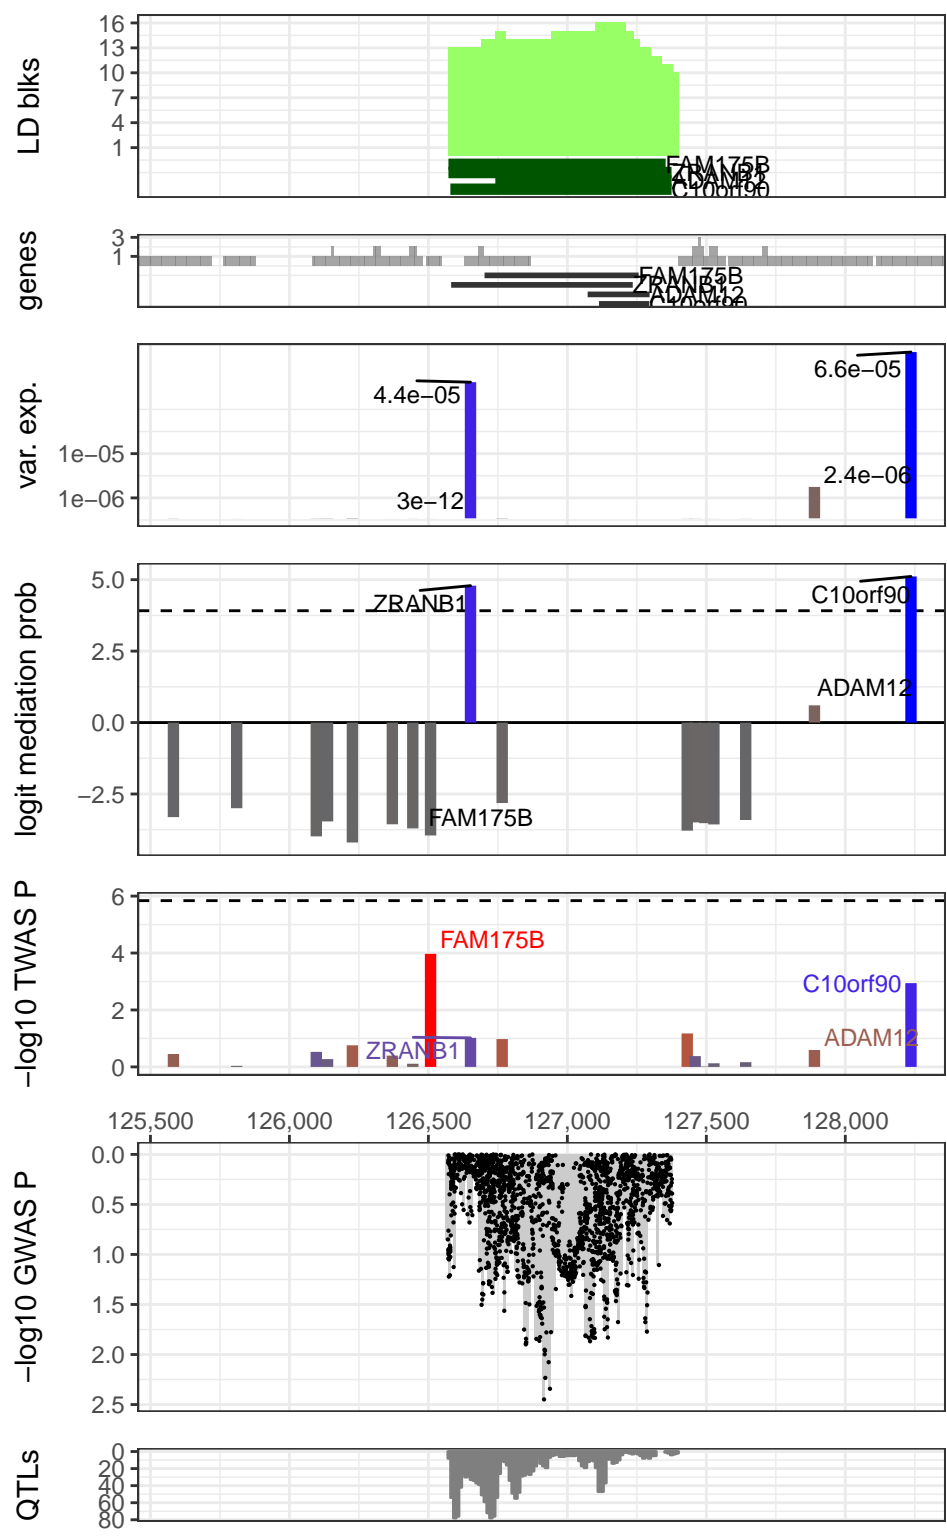 LD blks
16
13
10
7
4
1
FAM175B
ZRANB1
ADAM12
C10orf90
genes
3
1
FAM175B
ZRANB1
ADAM12
C10orf90
var. exp.
1e−05
1e−06
4.4e−05
3e−12
6.6e−05
2.4e−06
logit mediation prob
5.0
2.5
0.0
−2.5
ZRANB1
C10orf90
ADAM12
FAM175B
−log10 TWAS P
6
4
2
0
FAM175B
C10orf90
ZRANB1
ADAM12
125,500 126,000 126,500 127,000 127,500 128,000
−log10 GWAS P
0.0
0.5
1.0
1.5
2.0
2.5
QTLs
0
20
40
60
80